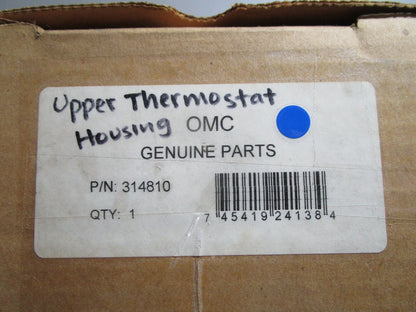 Upper Thermostat
Housing OMC
GENUINE PARTS
P/N: 314810
QTY: 1
7 45419 24138 4